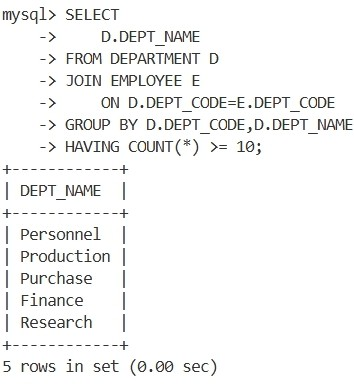 mysql> SELECT
    ->     D.DEPT_NAME
    -> FROM DEPARTMENT D
    -> JOIN EMPLOYEE E
    ->     ON D.DEPT_CODE=E.DEPT_CODE
    -> GROUP BY D.DEPT_CODE,D.DEPT_NAME
    -> HAVING COUNT(*) >= 10;
+------------+
| DEPT_NAME  |
+------------+
| Personnel  |
| Production |
| Purchase   |
| Finance    |
| Research   |
+------------+
5 rows in set (0.00 sec)